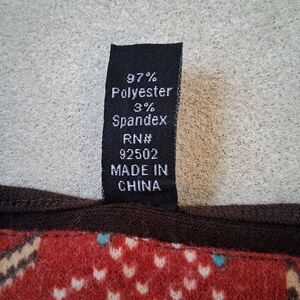 97%
Polyester
3%
Spandex
RN#
92502
MADE IN
CHINA